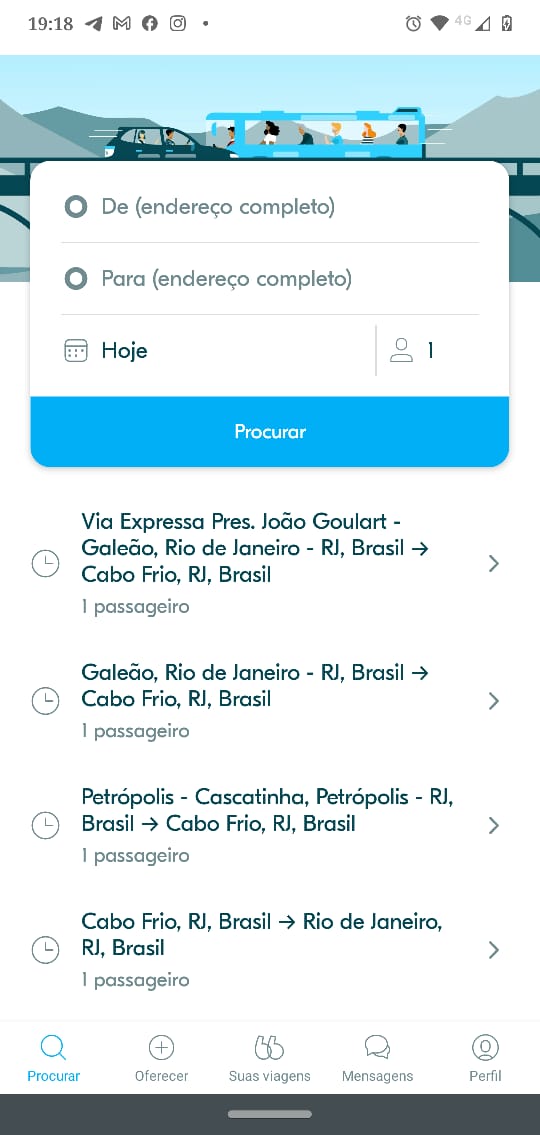 19:18
4G
De (endereço completo)
Para (endereço completo)
Hoje
1
Procurar
Via Expressa Pres. João Goulart -
Galeão, Rio de Janeiro - RJ, Brasil →
Cabo Frio, RJ, Brasil
1 passageiro
Galeão, Rio de Janeiro - RJ, Brasil →
Cabo Frio, RJ, Brasil
1 passageiro
Petrópolis - Cascatinha, Petrópolis - RJ,
Brasil → Cabo Frio, RJ, Brasil
1 passageiro
Cabo Frio, RJ, Brasil → Rio de Janeiro,
RJ, Brasil
1 passageiro
Procurar
Oferecer
Suas viagens
Mensagens
Perfil